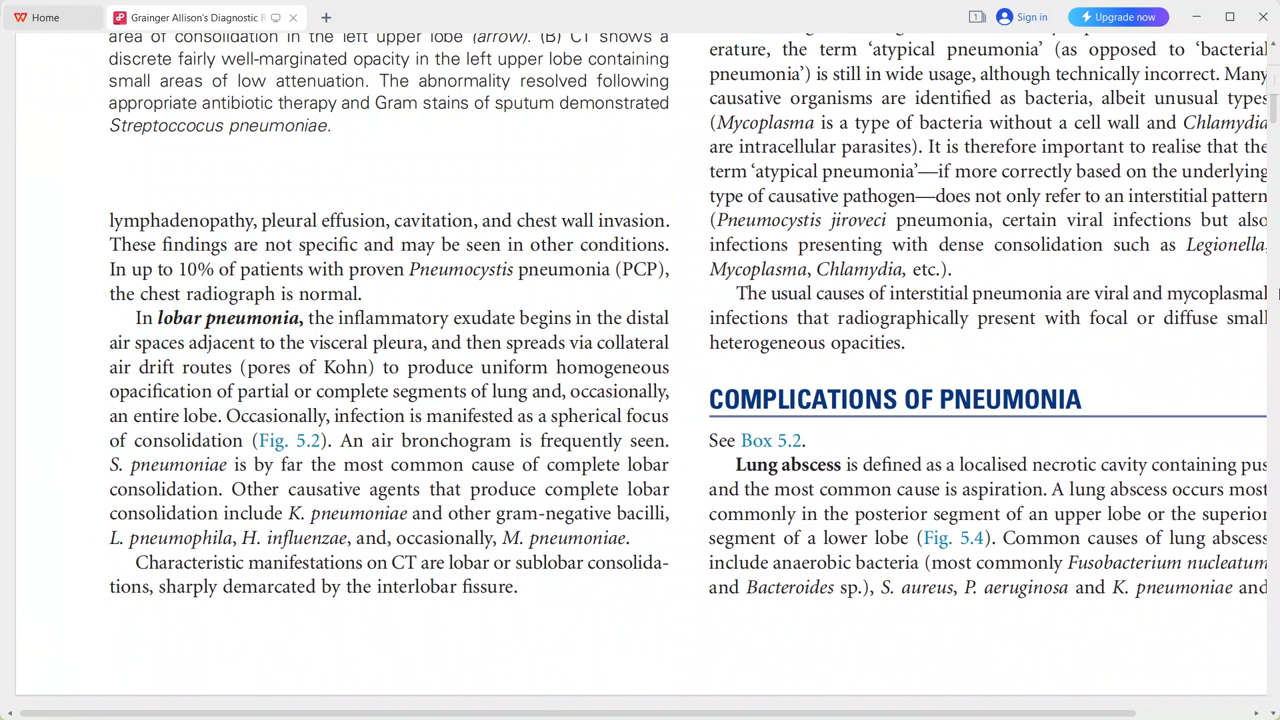 Home
Grainger Allison's Diagnostic R
1
Sign in
Upgrade now
area of consolidation in the left upper lobe (arrow). (B) CT shows a
discrete fairly well-marginated opacity in the left upper lobe containing
small areas of low attenuation. The abnormality resolved following
appropriate antibiotic therapy and Gram stains of sputum demonstrated
Streptoccocus pneumoniae.
lymphadenopathy, pleural effusion, cavitation, and chest wall invasion.
These findings are not specific and may be seen in other conditions.
In up to 10% of patients with proven Pneumocystis pneumonia (PCP),
the chest radiograph is normal.
In lobar pneumonia, the inflammatory exudate begins in the distal
air spaces adjacent to the visceral pleura, and then spreads via collateral
air drift routes (pores of Kohn) to produce uniform homogeneous
opacification of partial or complete segments of lung and, occasionally,
an entire lobe. Occasionally, infection is manifested as a spherical focus
of consolidation (Fig. 5.2). An air bronchogram is frequently seen.
S. pneumoniae is by far the most common cause of complete lobar
consolidation. Other causative agents that produce complete lobar
consolidation include K. pneumoniae and other gram-negative bacilli,
L. pneumophila, H. influenzae, and, occasionally, M. pneumoniae.
Characteristic manifestations on CT are lobar or sublobar consolida-
tions, sharply demarcated by the interlobar fissure.
erature, the term ‘atypical pneumonia’ (as opposed to ‘bacterial
pneumonia’) is still in wide usage, although technically incorrect. Many
causative organisms are identified as bacteria, albeit unusual types
(Mycoplasma is a type of bacteria without a cell wall and Chlamydia
are intracellular parasites). It is therefore important to realise that the
term ‘atypical pneumonia’—if more correctly based on the underlying
type of causative pathogen—does not only refer to an interstitial pattern
(Pneumocystis jiroveci pneumonia, certain viral infections but also
infections presenting with dense consolidation such as Legionella,
Mycoplasma, Chlamydia, etc.).
The usual causes of interstitial pneumonia are viral and mycoplasmal
infections that radiographically present with focal or diffuse small
heterogeneous opacities.
COMPLICATIONS OF PNEUMONIA
See Box 5.2.
Lung abscess is defined as a localised necrotic cavity containing pus
and the most common cause is aspiration. A lung abscess occurs most
commonly in the posterior segment of an upper lobe or the superior
segment of a lower lobe (Fig. 5.4). Common causes of lung abscess
include anaerobic bacteria (most commonly Fusobacterium nucleatum
and Bacteroides sp.), S. aureus, P. aeruginosa and K. pneumoniae and